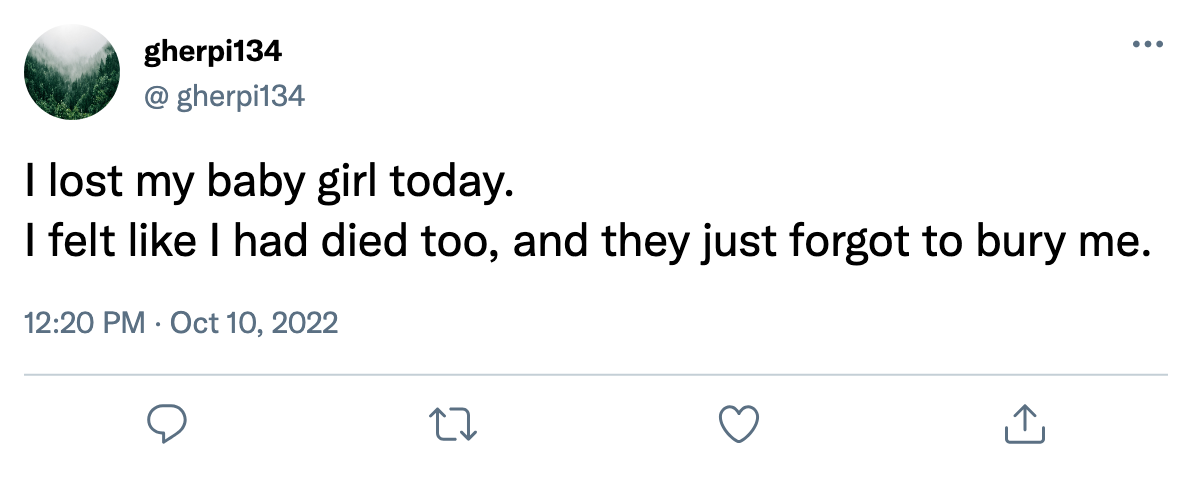 gherpi134
@ gherpi134
I lost my baby girl today.
I felt like I had died too, and they just forgot to bury me.
12:20 PM · Oct 10, 2022